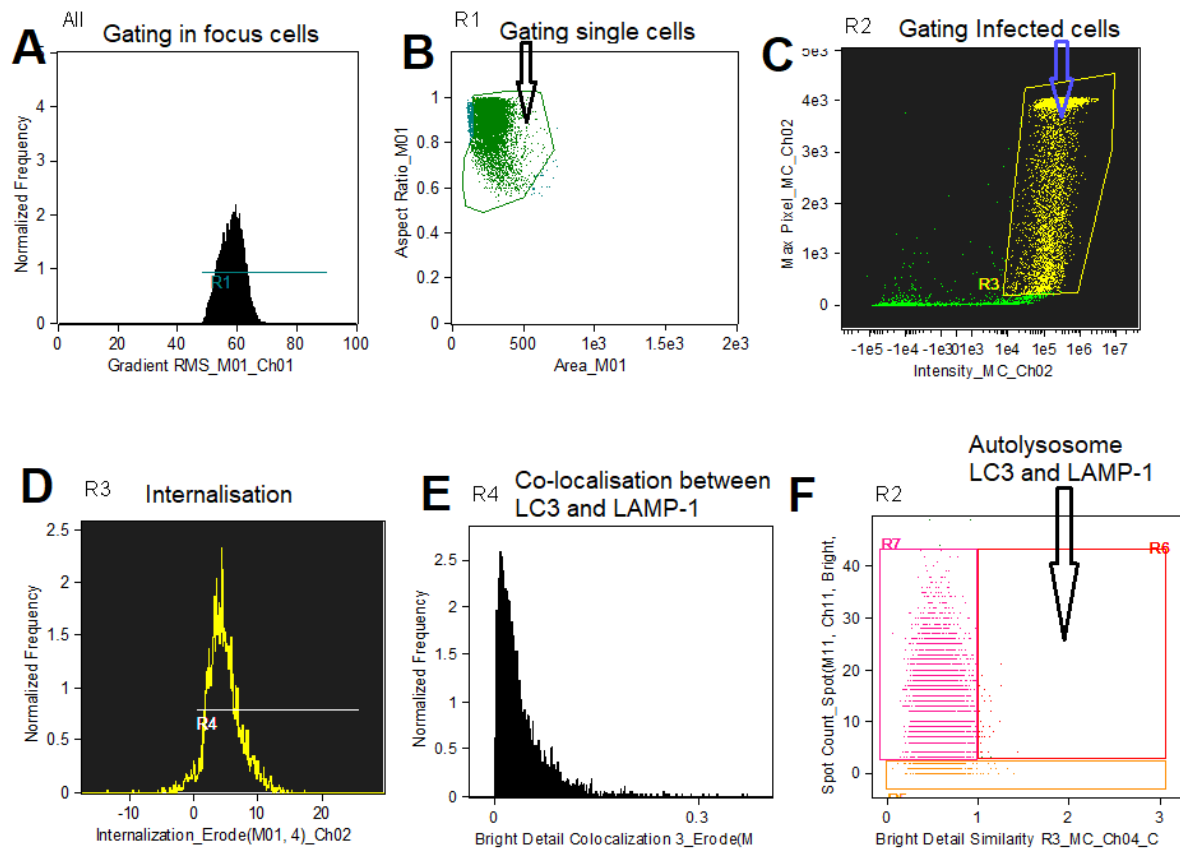 A
All
Gating in focus cells
Normalized Frequency
4
2
1
0
R1
0 20 40 60 80 100
Gradient RMS_M01_Ch01
B
R1
Gating single cells
Aspect Ratio_M01
1
0.8
0.6
0.4
0.2
0
0 500 1e3 1.5e3 2e3
Area_M01
C
R2
Gating Infected cells
Max Pixel_MC_Ch02
4e3
3e3
2e3
1e3
0
R3
-1e5 -1e4 -1e3 0 1e3 1e4 1e5 1e6 1e7
Intensity_MC_Ch02
D
R3
Internalisation
Normalized Frequency
2.5
2
1.5
1
0.5
0
R4
-10 0 10 20
Internalization_Erode(M01, 4)_Ch02
E
R4
Co-localisation between
LC3 and LAMP-1
Normalized Frequency
2.5
2
1.5
1
0.5
0
0 0.3
Bright Detail Colocalization 3_Erode(M
F
R2
Autolysosome
LC3 and LAMP-1
Spot Count_Spot(M11, Ch11, Bright,
40
30
20
10
0
R7
R6
0 1 2 3
Bright Detail Similarity R3_MC_Ch04_C